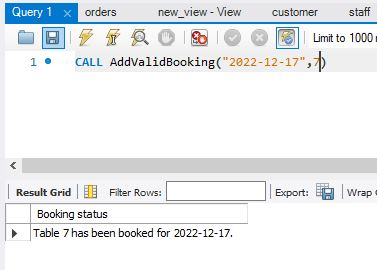 Query 1 orders new_view - View customer staff
Limit to 1000 r
1 CALL AddValidBooking("2022-12-17",7)
Result Grid Filter Rows: Export: Wrap C
Booking status
Table 7 has been booked for 2022-12-17.